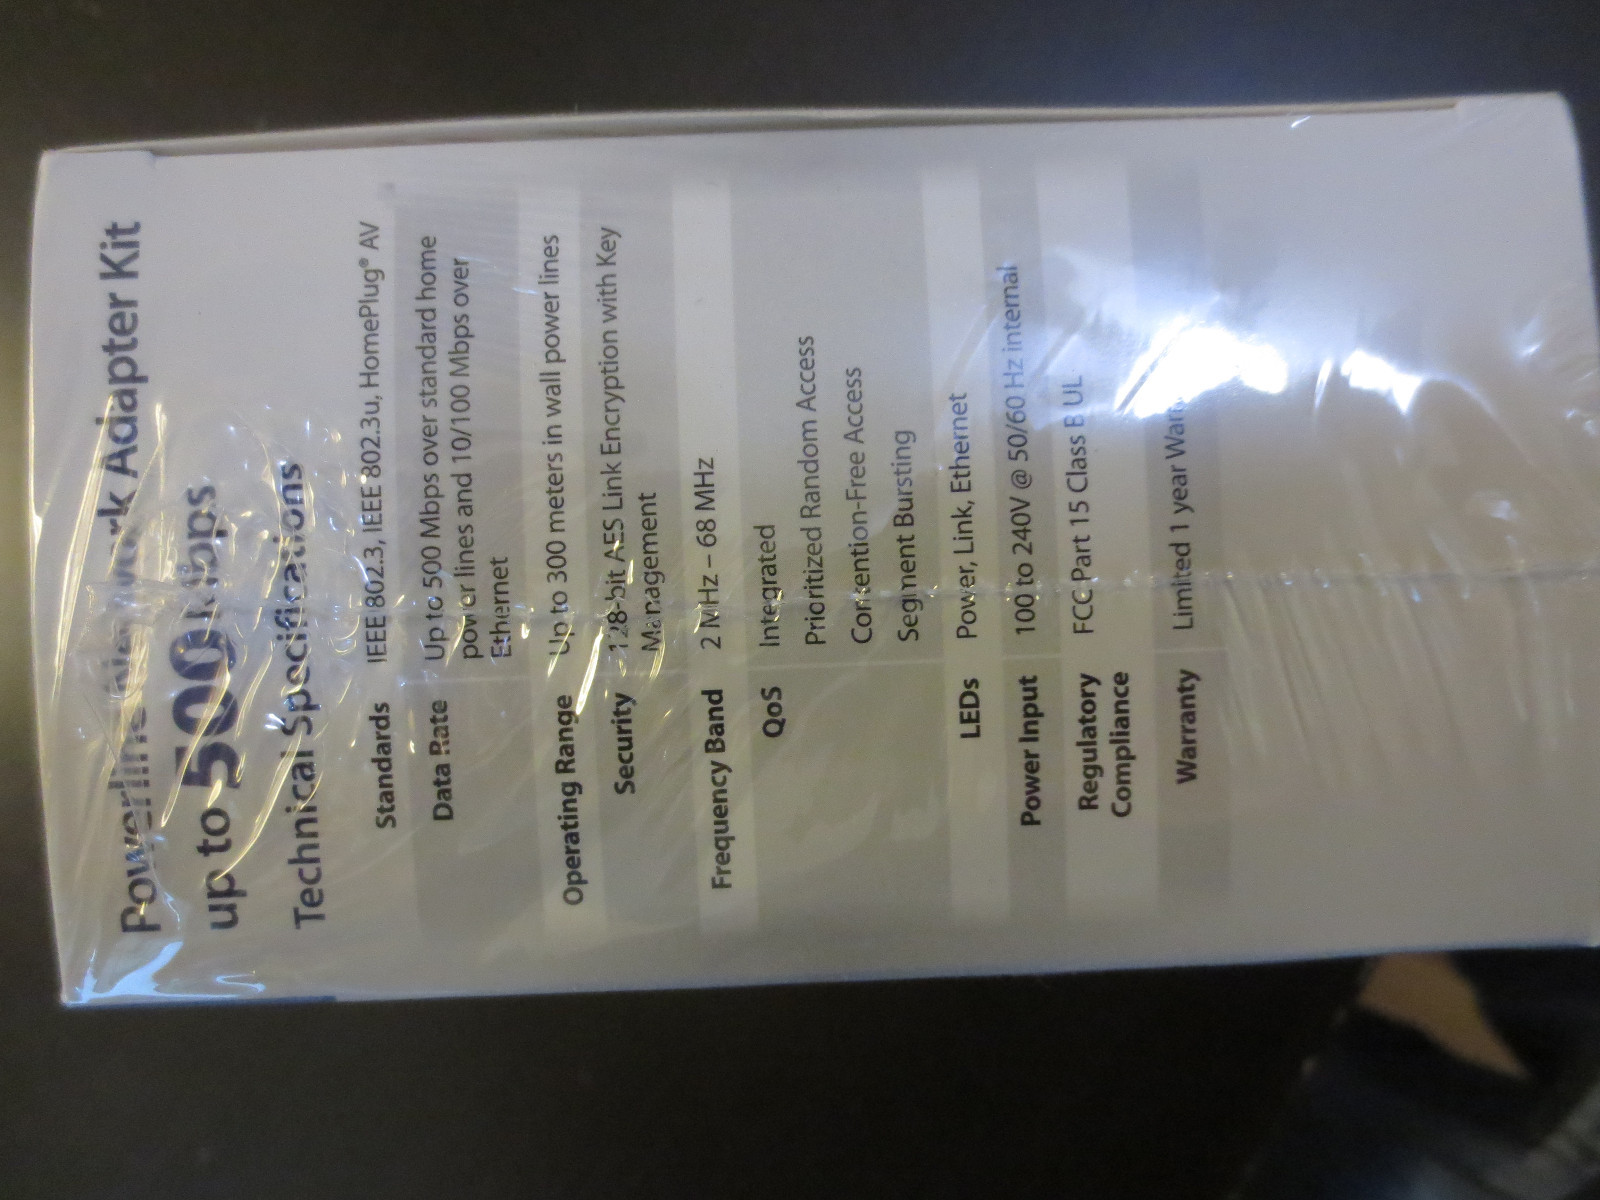 Powerline Network Adapter Kit
up to 500Mbps
Technical Specifications
Standards IEEE 802.3, IEEE 802.3u, HomePlug® AV
Data Rate Up to 500 Mbps over standard home
power lines and 10/100 Mbps over
Ethernet
Operating Range Up to 300 meters in wall power lines
Security 128-bit AES Link Encryption with Key
Management
Frequency Band 2 MHz – 68 MHz
QoS Integrated
Prioritized Random Access
Contention-Free Access
Segment Bursting
LEDs Power, Link, Ethernet
Power Input 100 to 240V @ 50/60 Hz internal
Regulatory FCC Part 15 Class B UL
Compliance
Warranty Limited 1 year